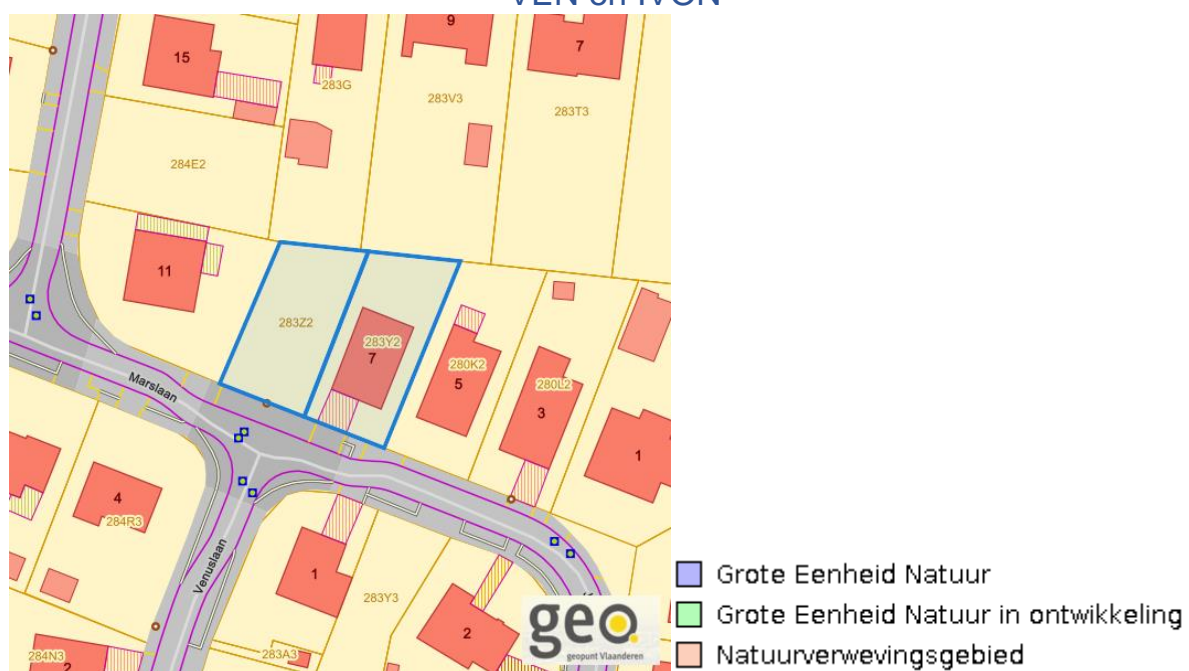 VEN en IVON
9
7
15
283G
283V3
283T3
284E2
11
283Z2
283Y2
7
280K2
5
280L2
3
1
Marslaan
4
284R3
Venuslaan
1
283Y3
2
284N3
2
283A3
geo
geopunt Vlaanderen
Grote Eenheid Natuur
Grote Eenheid Natuur in ontwikkeling
Natuurverwevingsgebied